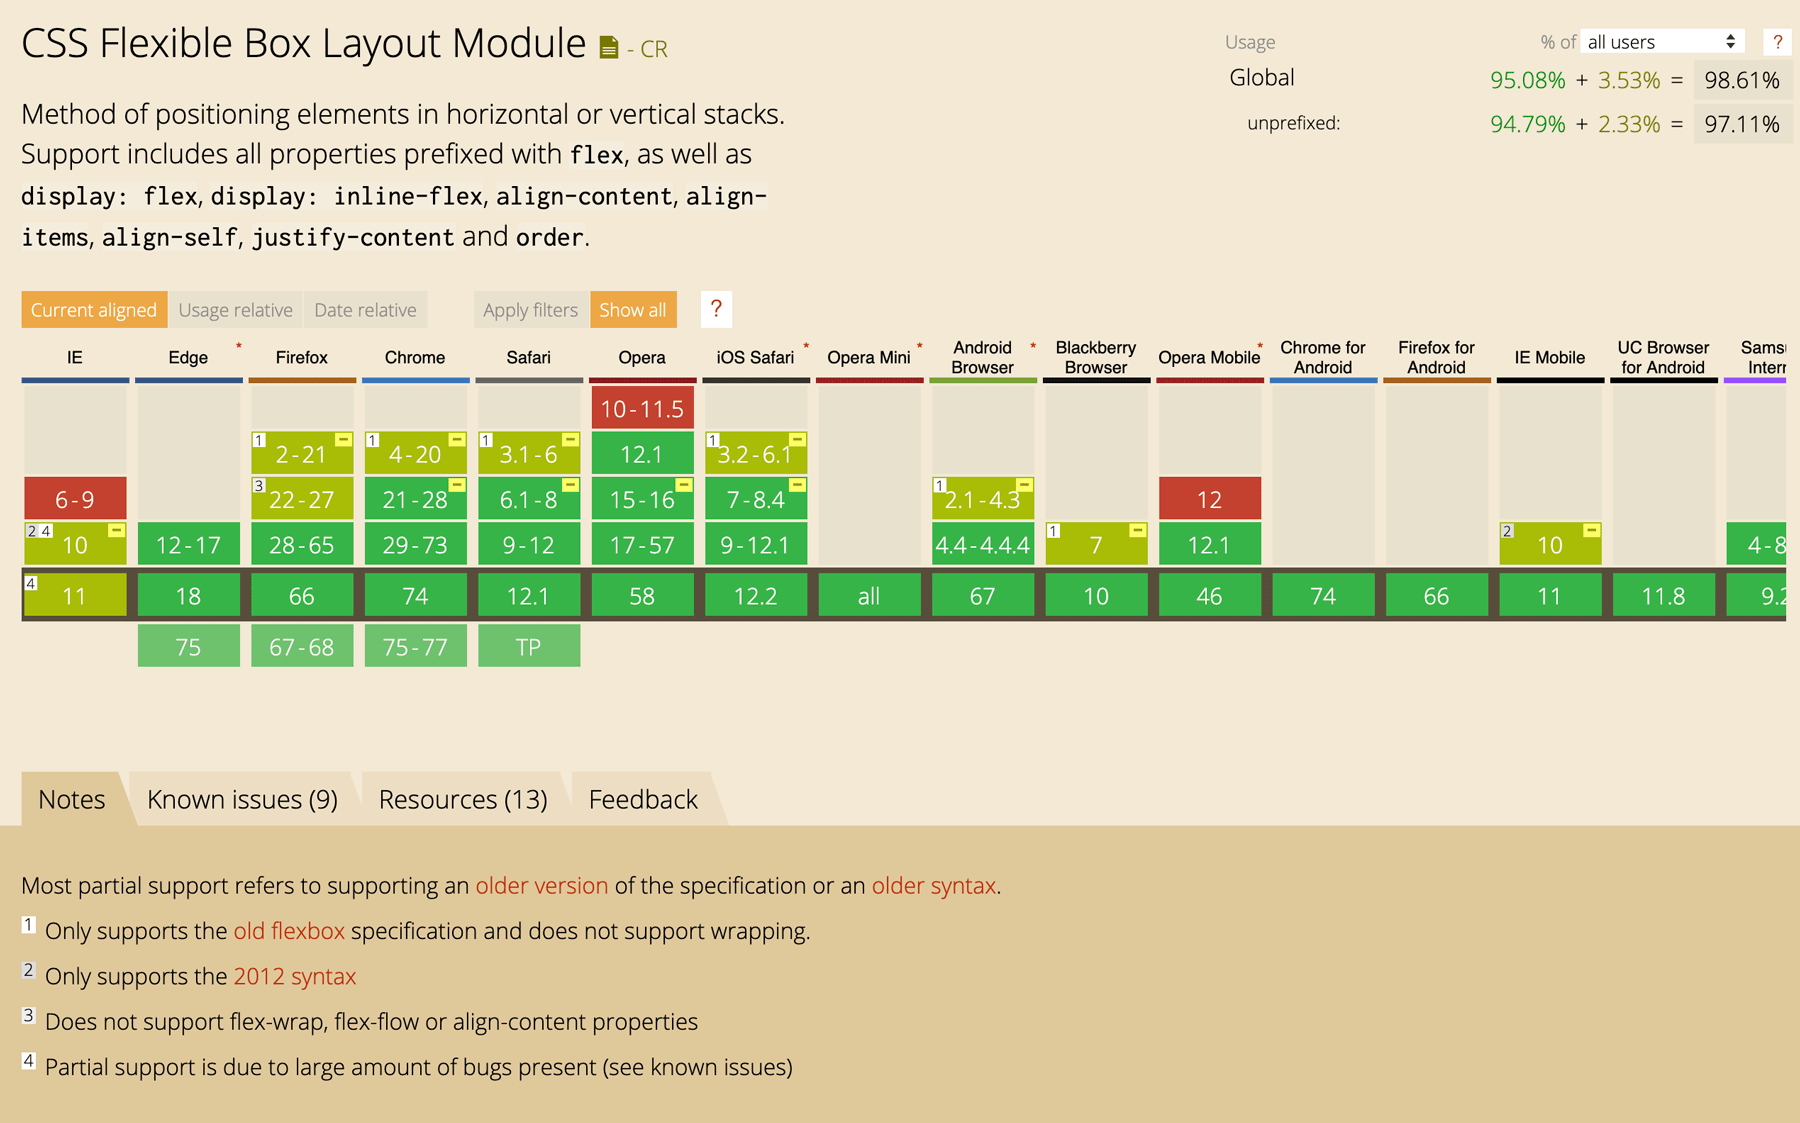 CSS Flexible Box Layout Module - CR
Usage % of all users ?
Global 95.08% + 3.53% = 98.61%
unprefixed: 94.79% + 2.33% = 97.11%
Method of positioning elements in horizontal or vertical stacks.
Support includes all properties prefixed with flex, as well as
display: flex, display: inline-flex, align-content, align-
items, align-self, justify-content and order.
Current aligned Usage relative Date relative Apply filters Show all ?
IE Edge * Firefox Chrome Safari Opera iOS Safari * Opera Mini * Android Browser * Blackberry Browser Opera Mobile * Chrome for Android Firefox for Android IE Mobile UC Browser for Android Samsu Intern
10-11.5
1 2-21 1 4-20 1 3.1-6 12.1 1 3.2-6.1
6-9 3 22-27 21-28 6.1-8 15-16 7-8.4 1 2.1-4.3 12
2 4 10 12-17 28-65 29-73 9-12 17-57 9-12.1 4.4-4.4.4 1 7 12.1 2 10 4-8
4 11 18 66 74 12.1 58 12.2 all 67 10 46 74 66 11 11.8 9.2
75 67-68 75-77 TP
Notes Known issues (9) Resources (13) Feedback
Most partial support refers to supporting an older version of the specification or an older syntax.
1 Only supports the old flexbox specification and does not support wrapping.
2 Only supports the 2012 syntax
3 Does not support flex-wrap, flex-flow or align-content properties
4 Partial support is due to large amount of bugs present (see known issues)